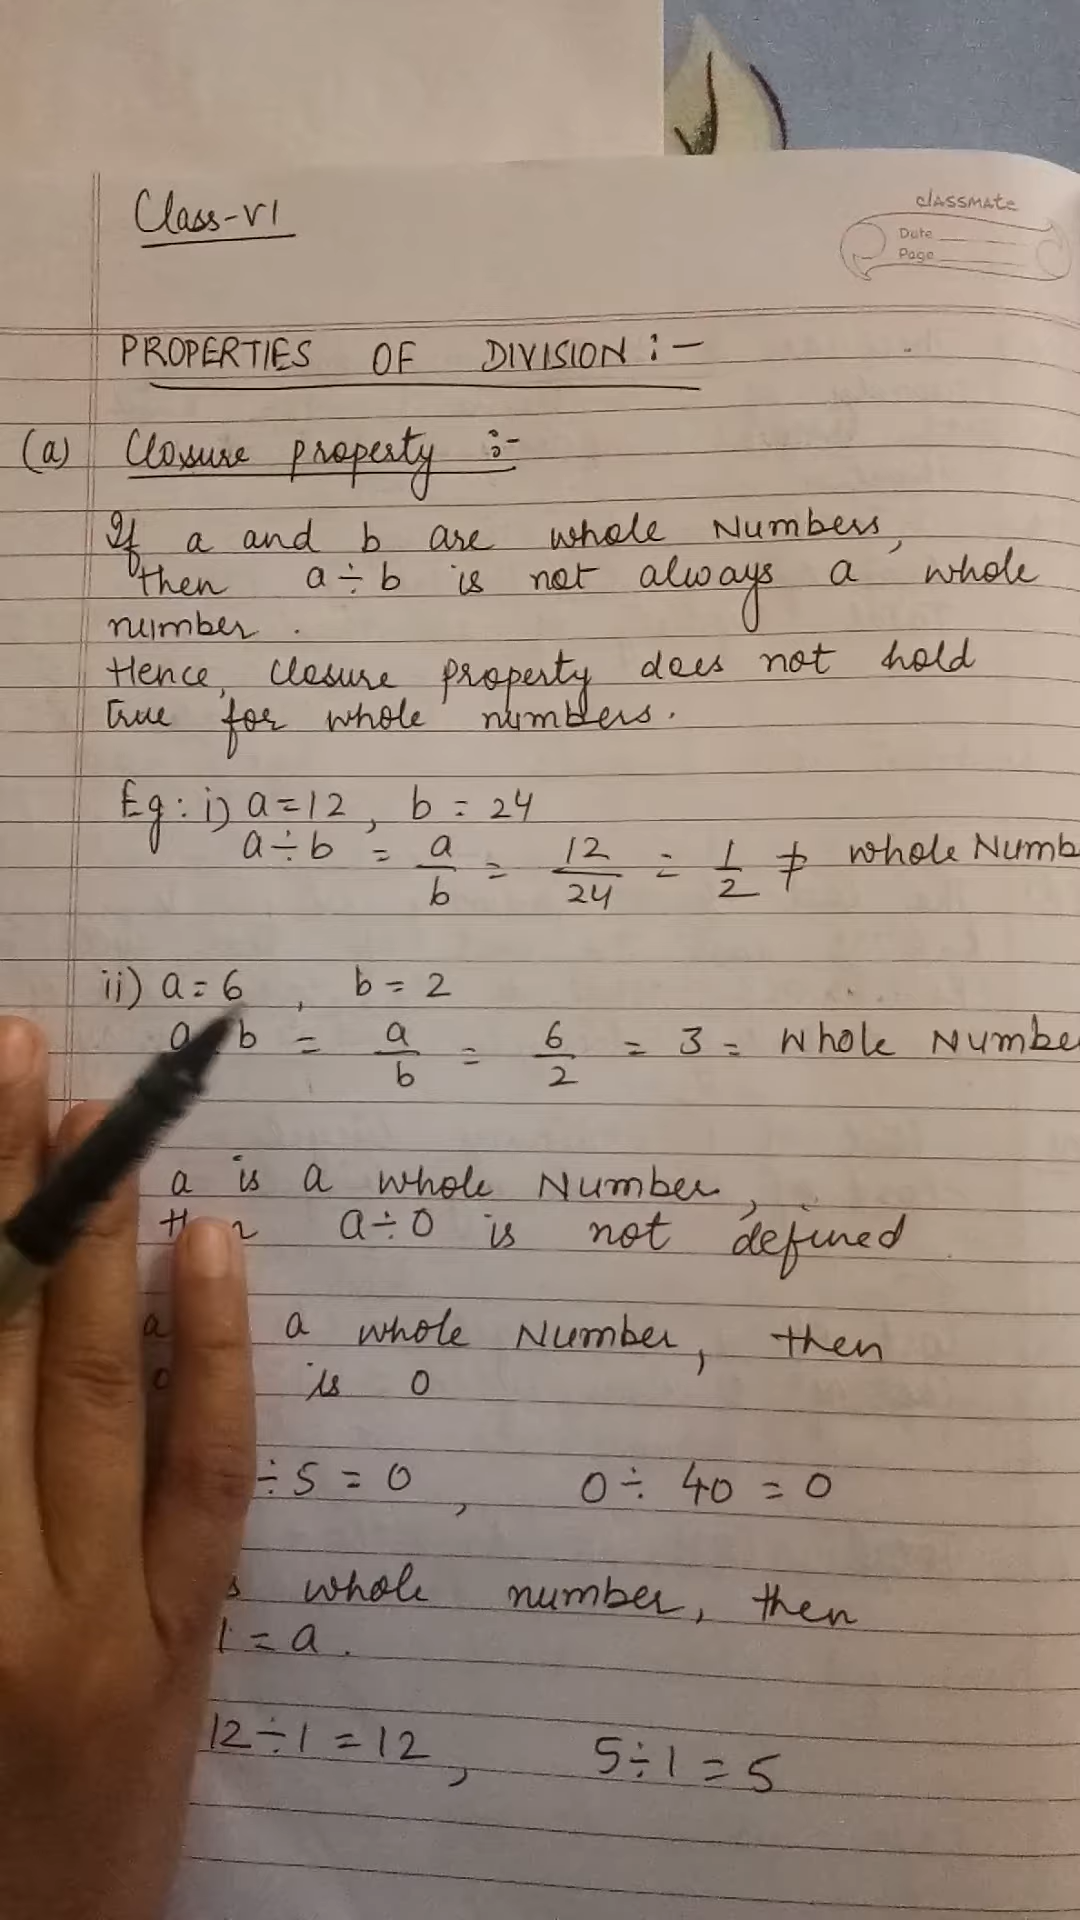 classmate
Date
Page
Class-VI
PROPERTIES OF DIVISION :-
(a) Closure property :-
If a and b are whole Numbers,
then a ÷ b is not always a whole
number.
Hence, closure property does not hold
true for whole numbers.
Eg: i) a = 12, b = 24
a ÷ b = a/b = 12/24 = 1/2 ≠ whole Numb
ii) a = 6, b = 2
a b = a/b = 6/2 = 3 = Whole Numbe
a is a whole Number,
a ÷ 0 is not defined
a a whole Number, then
is 0
÷ 5 = 0, 0 ÷ 40 = 0
whole number, then
1 = a.
12 ÷ 1 = 12, 5 ÷ 1 = 5